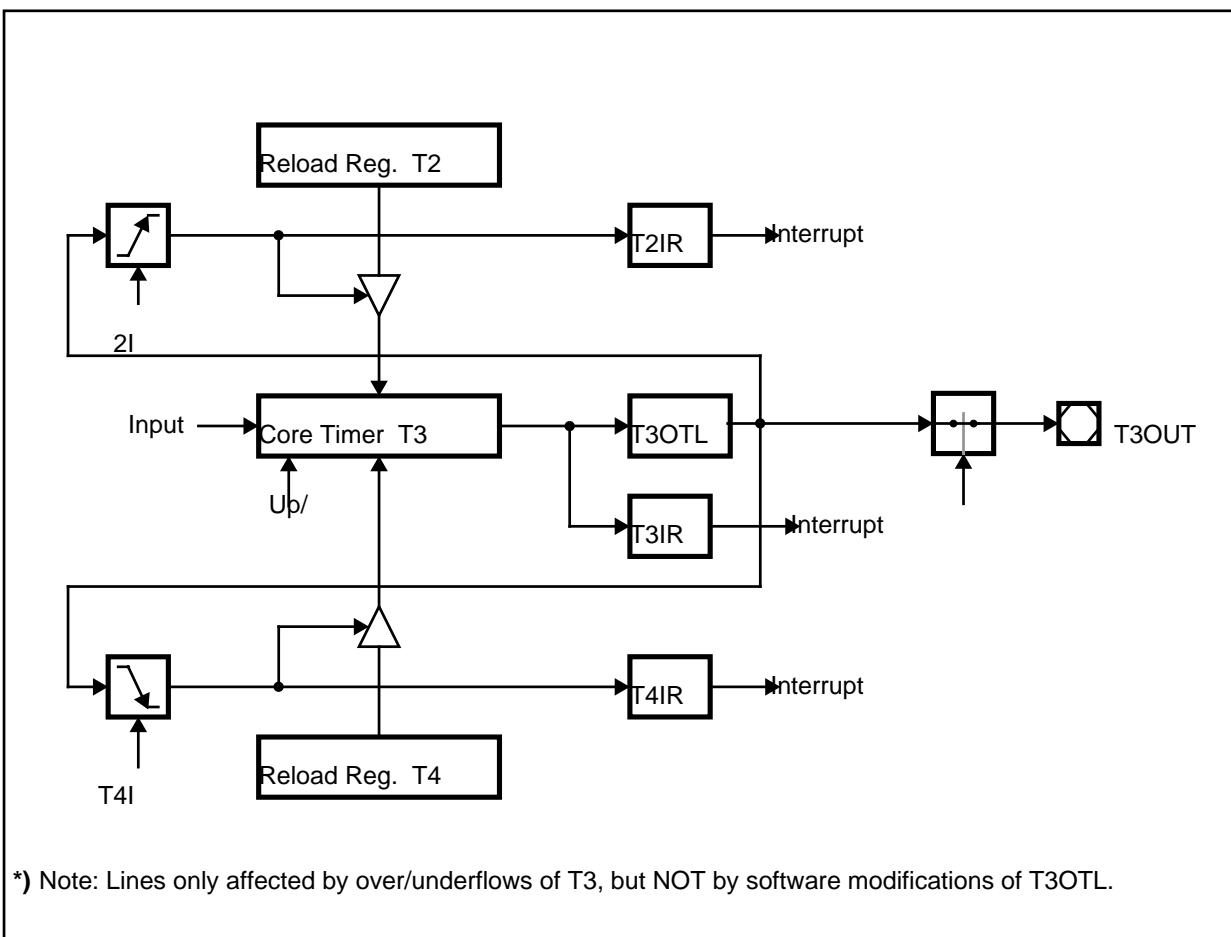 Reload Reg. T2
T2IR
Interrupt
2I
Input
Core Timer T3
T3OTL
T3OUT
Up/
T3IR
Interrupt
T4IR
Interrupt
Reload Reg. T4
T4I
*) Note: Lines only affected by over/underflows of T3, but NOT by software modifications of T3OTL.